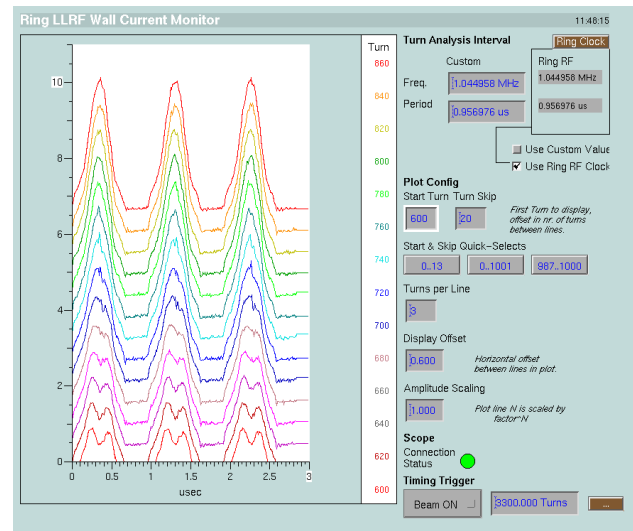 Ring LLRF Wall Current Monitor
11:48:15
10
8
6
4
2
0
0 0.5 1 1.5 2 2.5 3
usec
Turn
860
840
820
800
780
760
740
720
700
680
660
640
620
600
Turn Analysis Interval
Ring Clock
Custom
Ring RF
Freq.
1.044958 MHz
1.044958 MHz
Period
0.956976 us
0.956976 us
Use Custom Value
Use Ring RF Clock
Plot Config
Start Turn Turn Skip
600
20
First Turn to display,
offset in nr. of turns
between lines.
Start & Skip Quick-Selects
0..13
0..1001
987..1000
Turns per Line
3
Display Offset
0.600
Horizontal offset
between lines in plot.
Amplitude Scaling
1.000
Plot line N is scaled by
factor^N
Scope
Connection
Status
Timing Trigger
Beam ON
3300.000 Turns
...